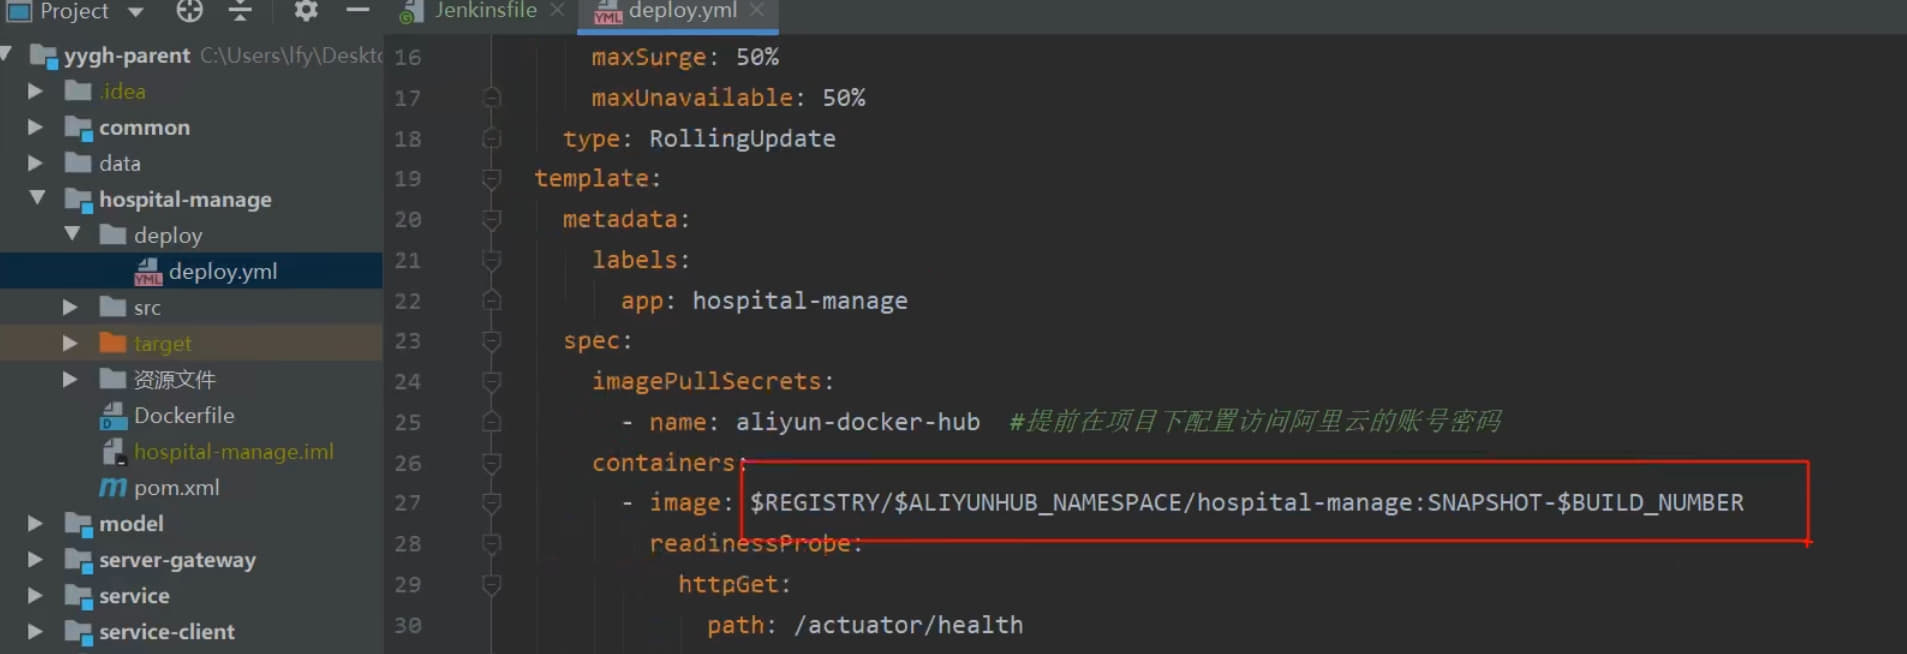 Project
Jenkinsfile
deploy.yml
yygh-parent C:\Users\lfy\Deskto
.idea
common
data
hospital-manage
deploy
deploy.yml
src
target
资源文件
Dockerfile
hospital-manage.iml
pom.xml
model
server-gateway
service
service-client
16 maxSurge: 50%
17 maxUnavailable: 50%
18 type: RollingUpdate
19 template:
20 metadata:
21 labels:
22 app: hospital-manage
23 spec:
24 imagePullSecrets:
25 - name: aliyun-docker-hub #提前在项目下配置访问阿里云的账号密码
26 containers:
27 - image: $REGISTRY/$ALIYUNHUB_NAMESPACE/hospital-manage:SNAPSHOT-$BUILD_NUMBER
28 readinessProbe:
29 httpGet:
30 path: /actuator/health